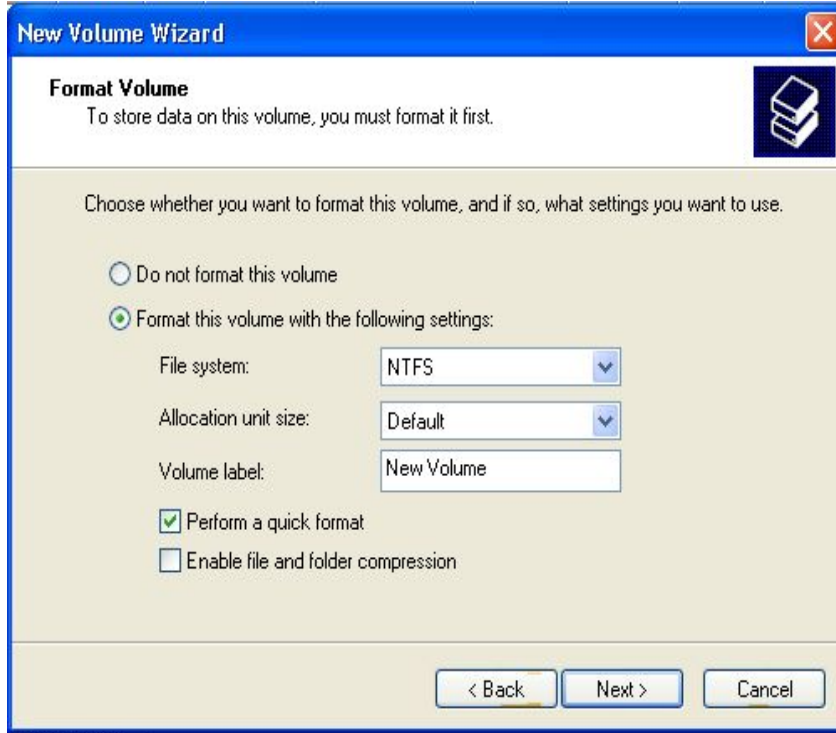 New Volume Wizard
Format Volume
To store data on this volume, you must format it first.
Choose whether you want to format this volume, and if so, what settings you want to use.
Do not format this volume
Format this volume with the following settings:
File system: NTFS
Allocation unit size: Default
Volume label: New Volume
Perform a quick format
Enable file and folder compression
< Back Next > Cancel